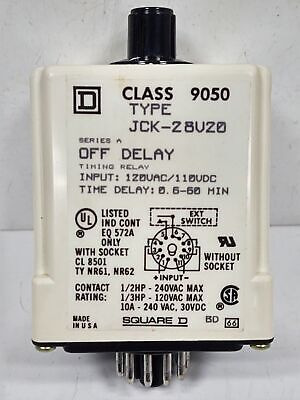 D
CLASS 9050
TYPE
JCK-28V20
SERIES A
OFF DELAY
TIMING RELAY
INPUT: 120VAC/110VDC
TIME DELAY: 0.6-60 MIN
UL
LISTED
IND CONT
EQ 572A
ONLY
WITH SOCKET
CL 8501
TY NR61, NR62
EXT SWITCH
+INPUT-
WITHOUT
SOCKET
CONTACT
RATING:
1/2HP - 240VAC MAX
1/3HP - 120VAC MAX
10A - 240 VAC, 30VDC
MADE
IN USA
SQUARE D
BD
66